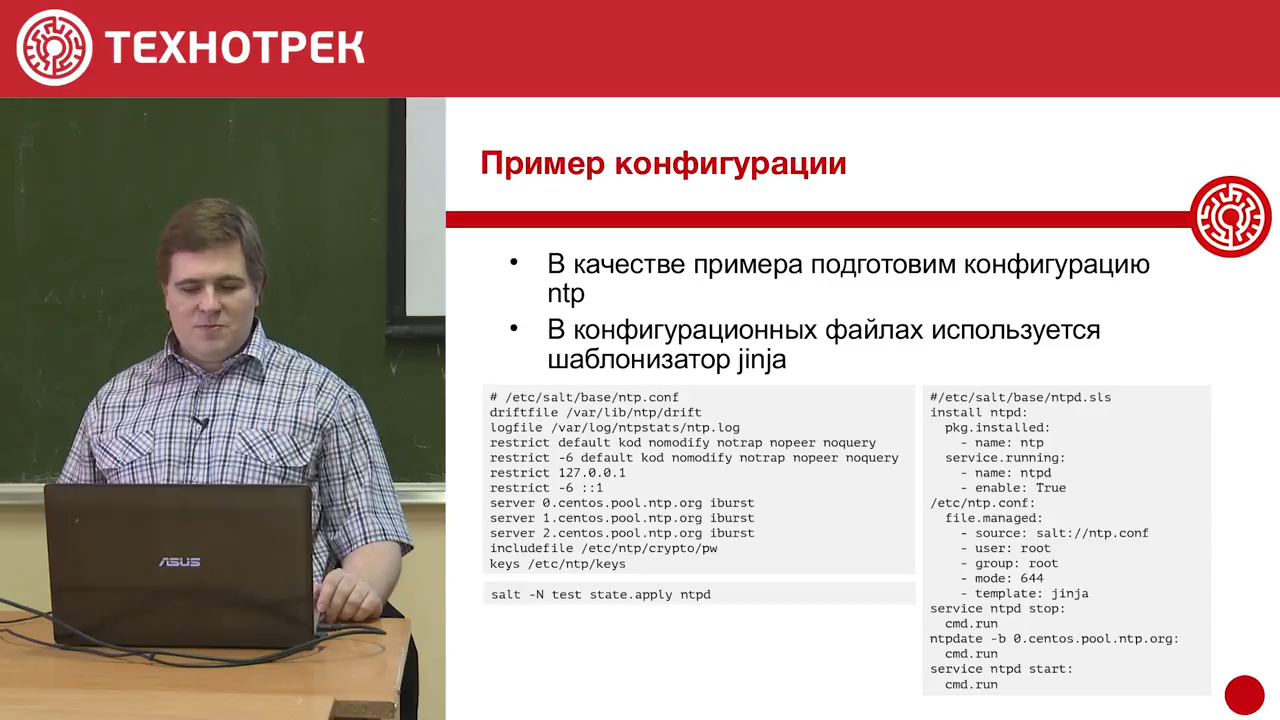 ТЕХНОТРЕК
Пример конфигурации
• В качестве примера подготовим конфигурацию
ntp
• В конфигурационных файлах используется
шаблонизатор jinja
# /etc/salt/base/ntp.conf
driftfile /var/lib/ntp/drift
logfile /var/log/ntpstats/ntp.log
restrict default kod nomodify notrap nopeer noquery
restrict -6 default kod nomodify notrap nopeer noquery
restrict 127.0.0.1
restrict -6 ::1
server 0.centos.pool.ntp.org iburst
server 1.centos.pool.ntp.org iburst
server 2.centos.pool.ntp.org iburst
includefile /etc/ntp/crypto/pw
keys /etc/ntp/keys
salt -N test state.apply ntpd
#/etc/salt/base/ntpd.sls
install ntpd:
  pkg.installed:
    - name: ntp
  service.running:
    - name: ntpd
    - enable: True
/etc/ntp.conf:
  file.managed:
    - source: salt://ntp.conf
    - user: root
    - group: root
    - mode: 644
    - template: jinja
service ntpd stop:
  cmd.run
ntpdate -b 0.centos.pool.ntp.org:
  cmd.run
service ntpd start:
  cmd.run
ASUS